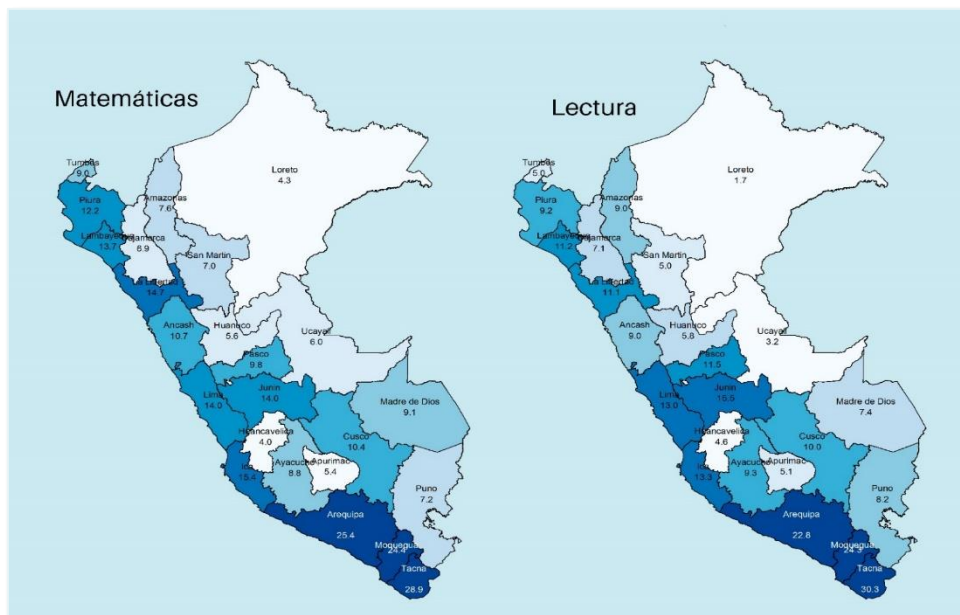 Matemáticas
Tumbes
9.0
Piura
12.2
Lambayeque
13.7
Cajamarca
6.9
Amazonas
7.6
Loreto
4.3
San Martin
7.0
La Libertad
14.7
Ancash
10.7
Huanuco
5.6
Ucayali
6.0
Pasco
9.8
Lima
14.0
Junin
14.0
Madre de Dios
9.1
Huancavelica
4.0
Cusco
10.4
Ica
15.4
Ayacucho
8.8
Apurimac
5.4
Puno
7.2
Arequipa
25.4
Moquegua
24.4
Tacna
28.9
Lectura
Tumbes
5.0
Piura
9.2
Lambayeque
11.2
Cajamarca
7.1
Amazonas
9.0
Loreto
1.7
San Martin
5.0
La Libertad
11.1
Ancash
9.0
Huanuco
5.8
Ucayali
3.2
Pasco
11.5
Lima
13.0
Junin
15.5
Madre de Dios
7.4
Huancavelica
4.6
Cusco
10.0
Ica
13.3
Ayacucho
9.3
Apurimac
5.1
Puno
8.2
Arequipa
22.8
Moquegua
24.3
Tacna
30.3